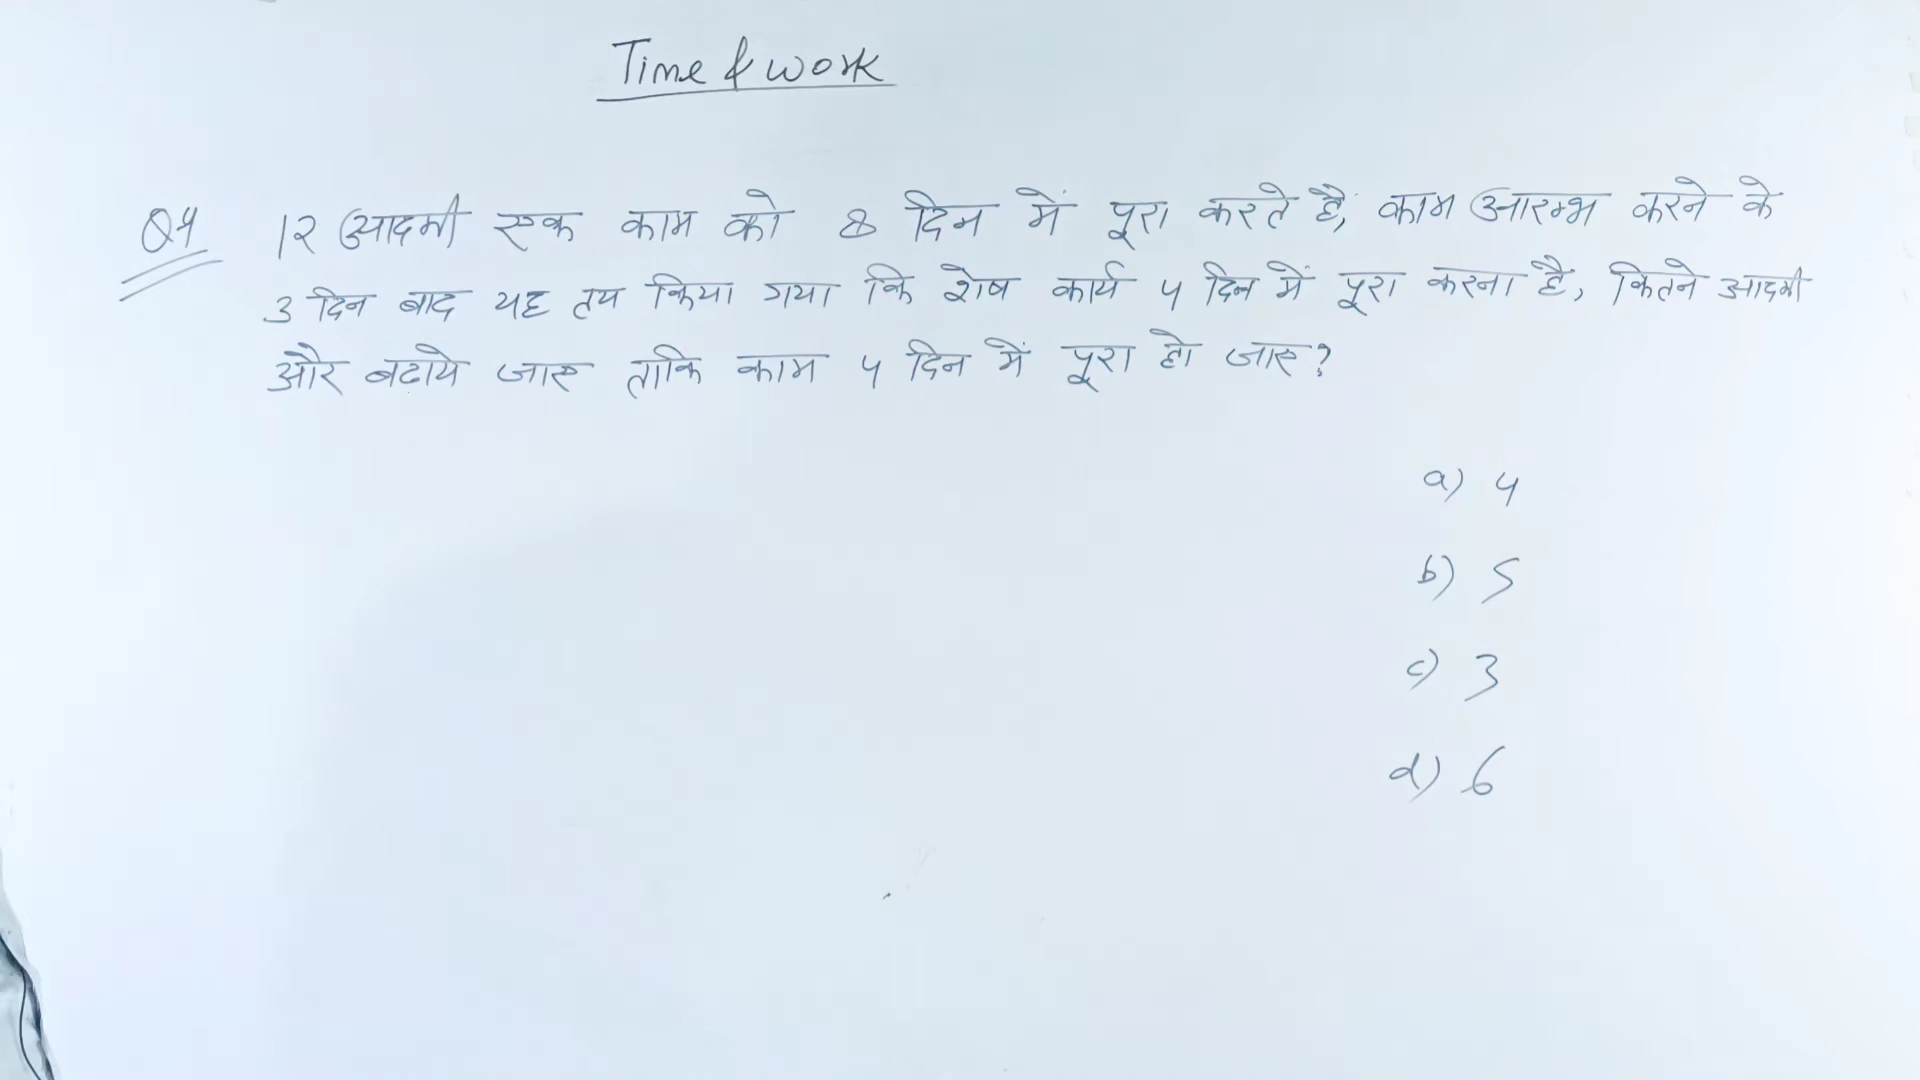 Time & work
Q4 12 आदमी एक काम को 8 दिन में पूरा करते है, काम आरम्भ करने के
3 दिन बाद यह तय किया गया कि शेष कार्य 4 दिन में पूरा करना है, कितने आदमी
और बढाये जाए ताकि काम 4 दिन में पूरा हो जाए?
a) 4
b) 5
c) 3
d) 6